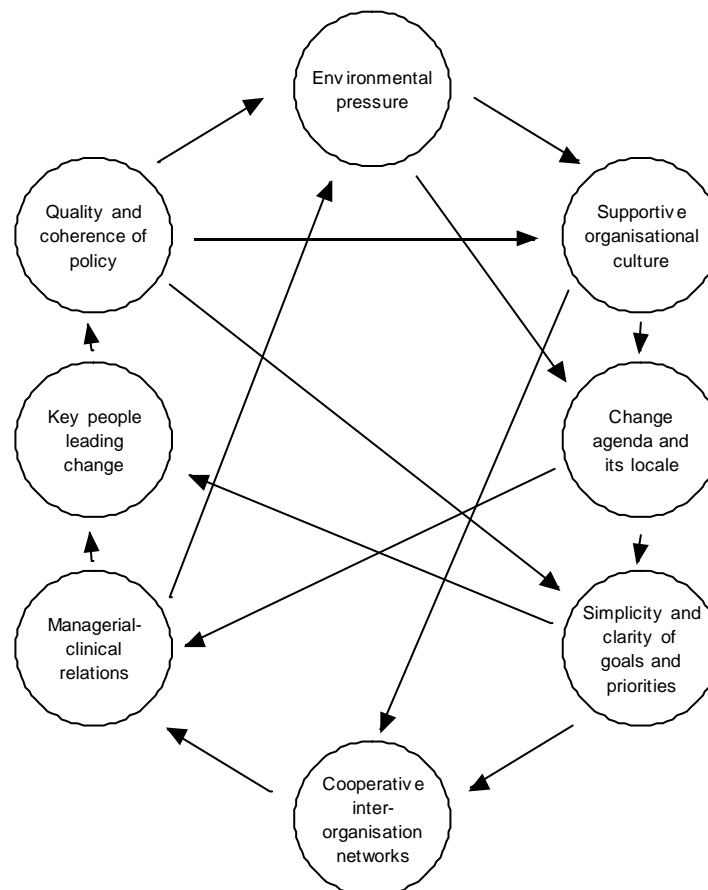 Environmental
pressure
Quality and
coherence of
policy
Supportive
organisational
culture
Key people
leading
change
Change
agenda and
its locale
Managerial-
clinical
relations
Simplicity and
clarity of
goals and
priorities
Cooperative
inter-
organisation
networks